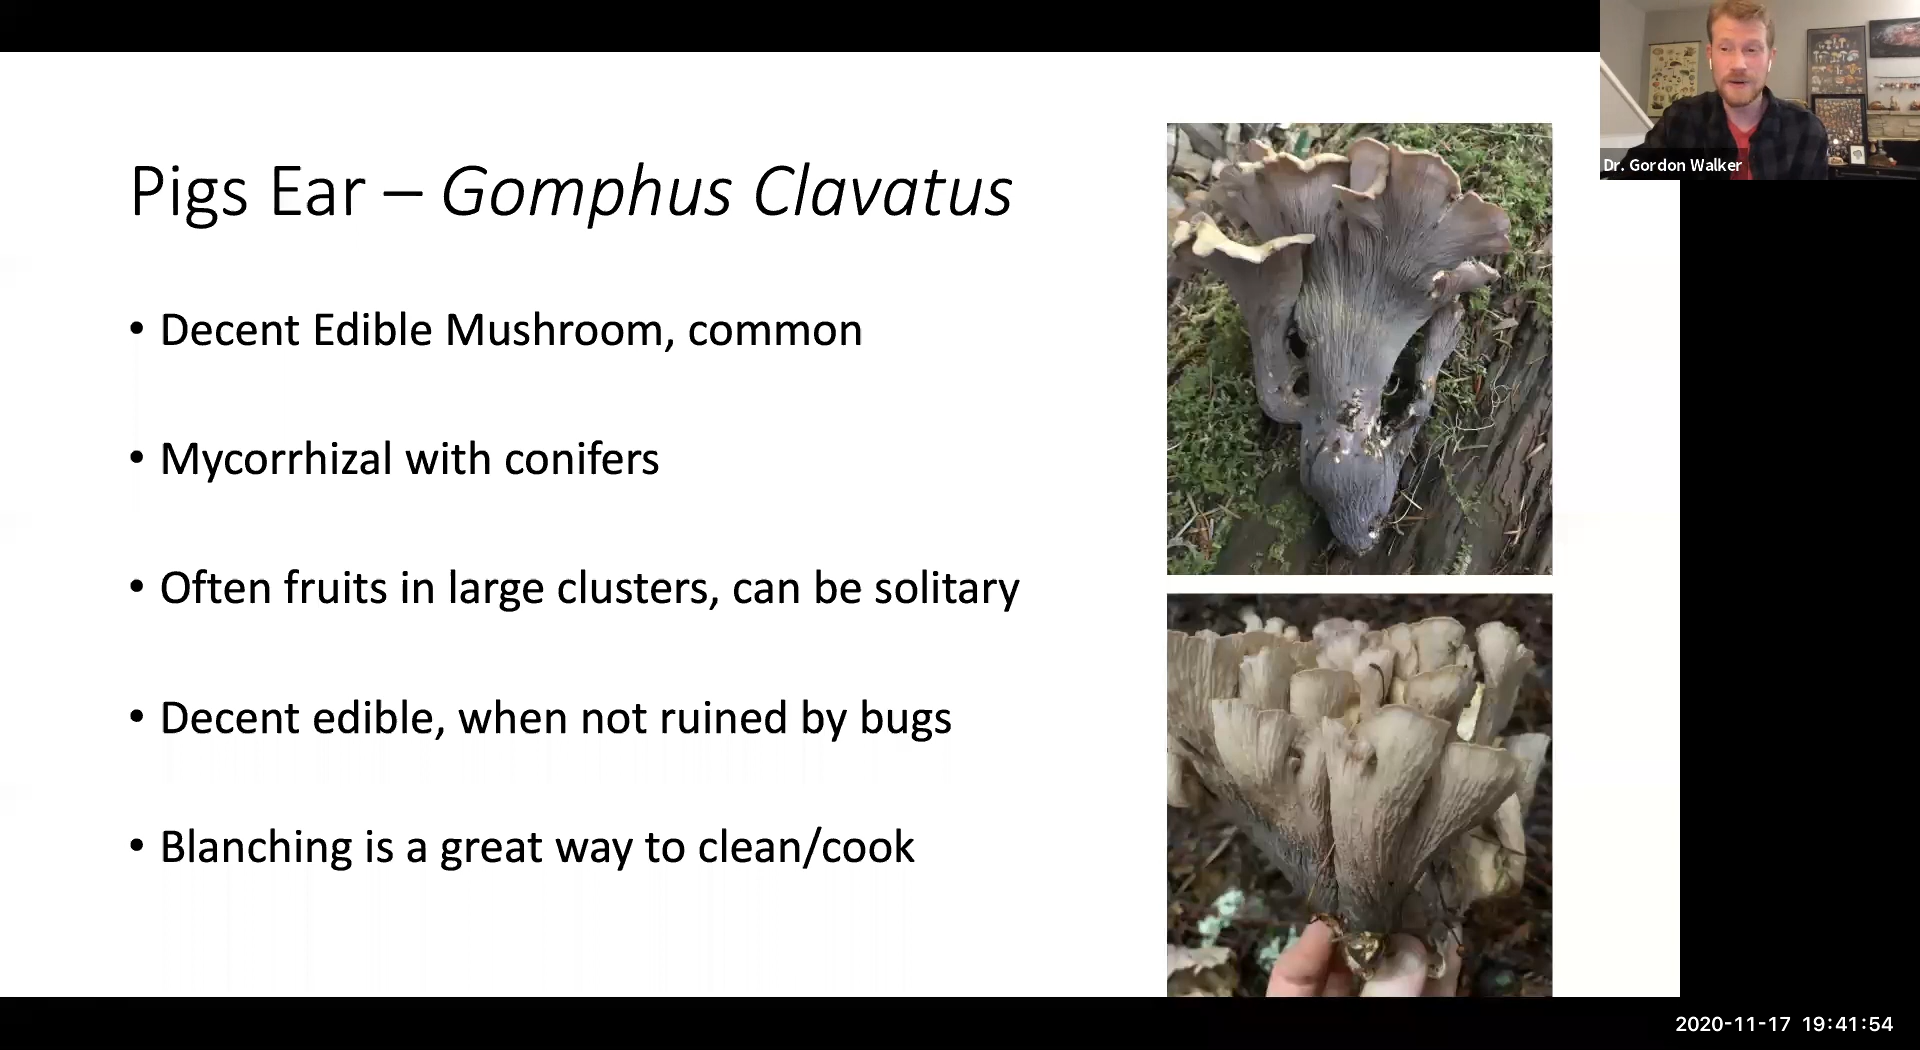 Dr. Gordon Walker
Pigs Ear – Gomphus Clavatus
• Decent Edible Mushroom, common
• Mycorrhizal with conifers
• Often fruits in large clusters, can be solitary
• Decent edible, when not ruined by bugs
• Blanching is a great way to clean/cook
2020-11-17 19:41:54